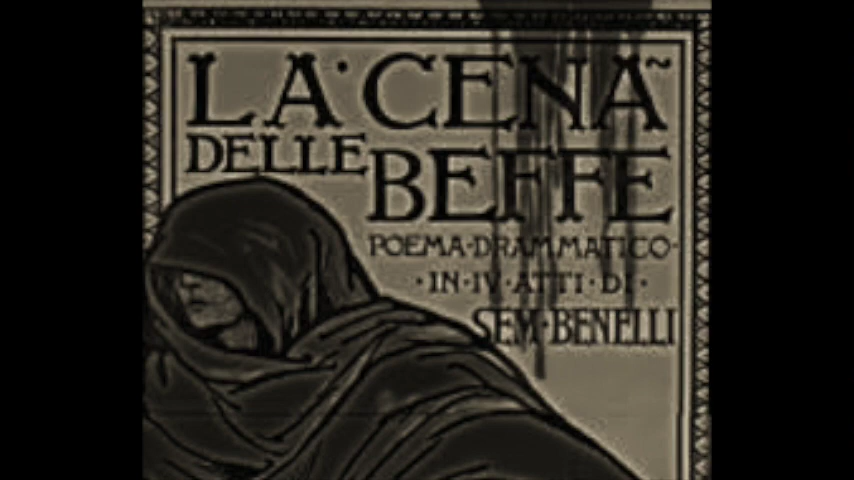 LA·CENA
DELLE BEFFE
POEMA·DRAMMATICO·
·IN·IV·ATTI·DI·
SEM·BENELLI